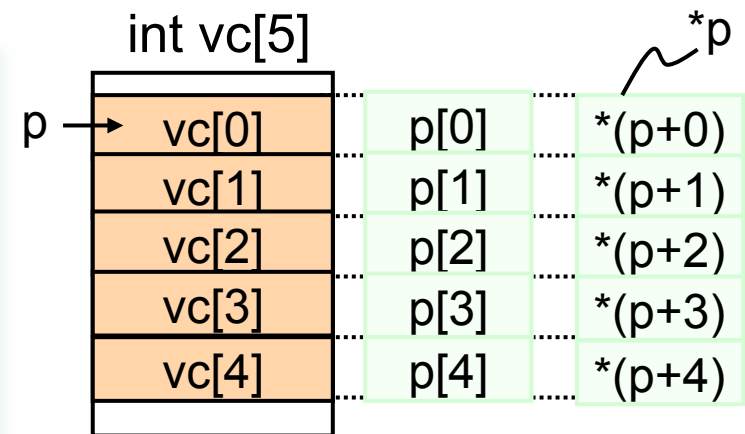 int vc[5]
*p
p
vc[0] p[0] *(p+0)
vc[1] p[1] *(p+1)
vc[2] p[2] *(p+2)
vc[3] p[3] *(p+3)
vc[4] p[4] *(p+4)